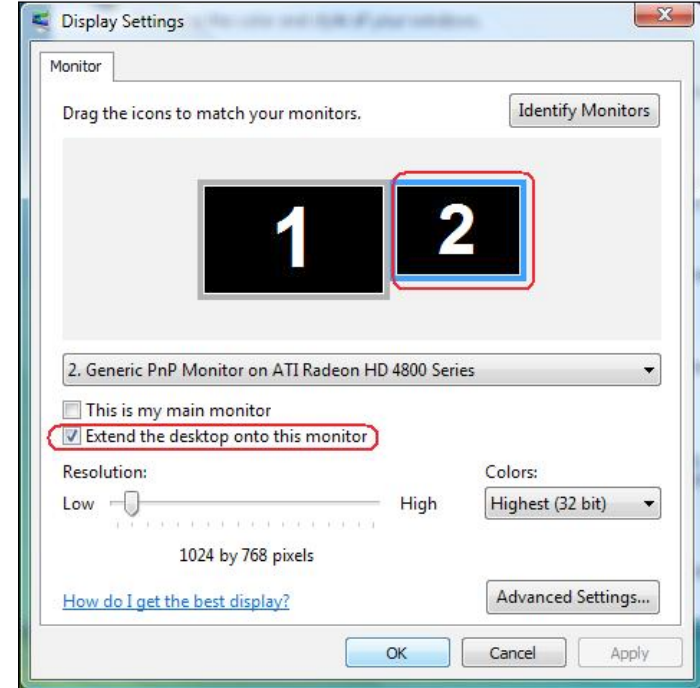 Display Settings
Monitor
Drag the icons to match your monitors.
Identify Monitors
1
2
2. Generic PnP Monitor on ATI Radeon HD 4800 Series
This is my main monitor
Extend the desktop onto this monitor
Resolution:
Colors:
Low
High
Highest (32 bit)
1024 by 768 pixels
How do I get the best display?
Advanced Settings...
OK
Cancel
Apply